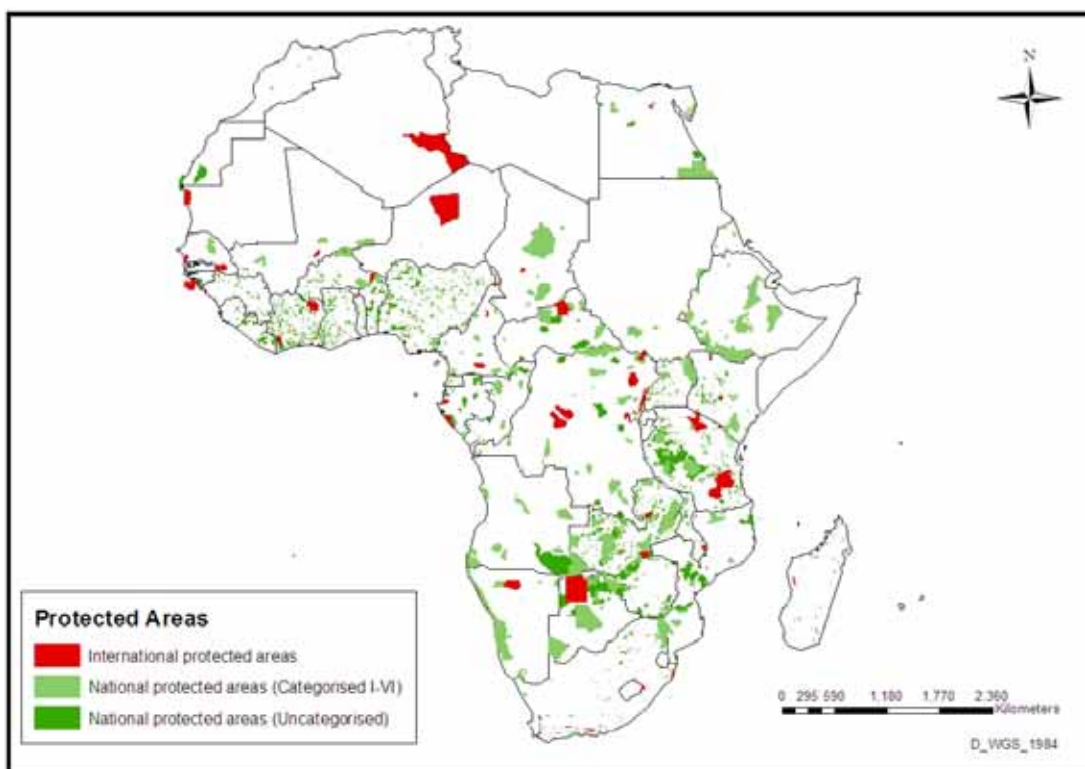 N
Protected Areas
International protected areas
National protected areas (Categorised I-VI)
National protected areas (Uncategorised)
0 295 590 1.180 1.770 2.360
Kilometers
D_WGS_1984